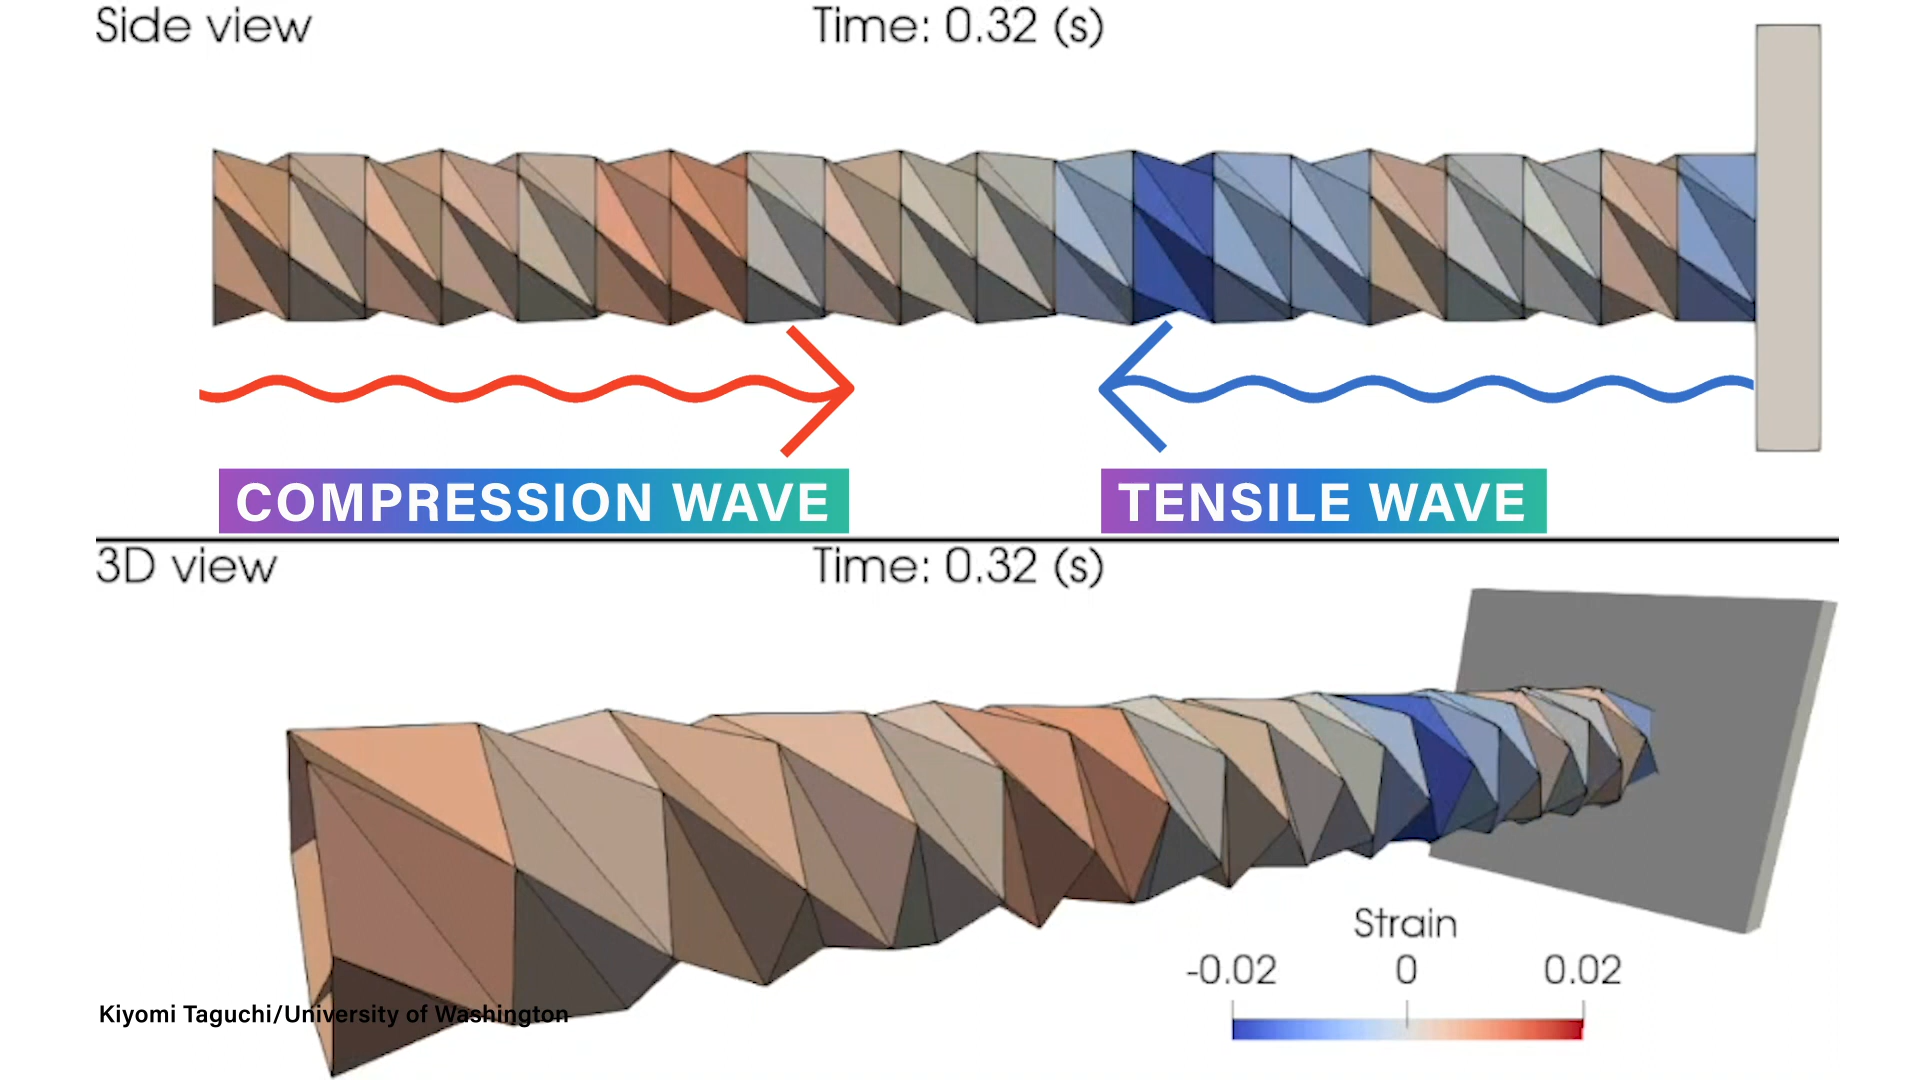 Side view
Time: 0.32 (s)
COMPRESSION WAVE
TENSILE WAVE
3D view
Time: 0.32 (s)
Strain
-0.02
0
0.02
Kiyomi Taguchi/University of Washington